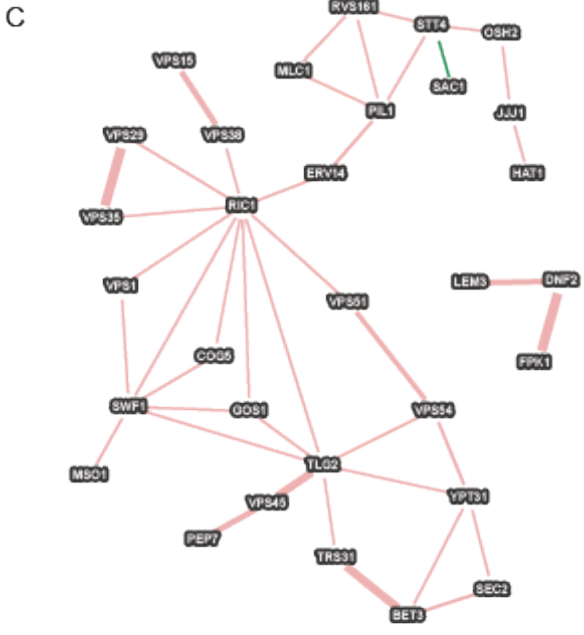 C
RVS161
STT4
OSH2
VPS15
MLC1
SAC1
PIL1
JJJ1
VPS29
VPS38
ERV14
HAT1
RIC1
VPS35
VPS1
LEM3
DNF2
VPS51
COG5
FPK1
SWF1
GOS1
VPS54
TLG2
MSO1
VPS45
YPT31
PEP7
TRS31
SEC2
BET3